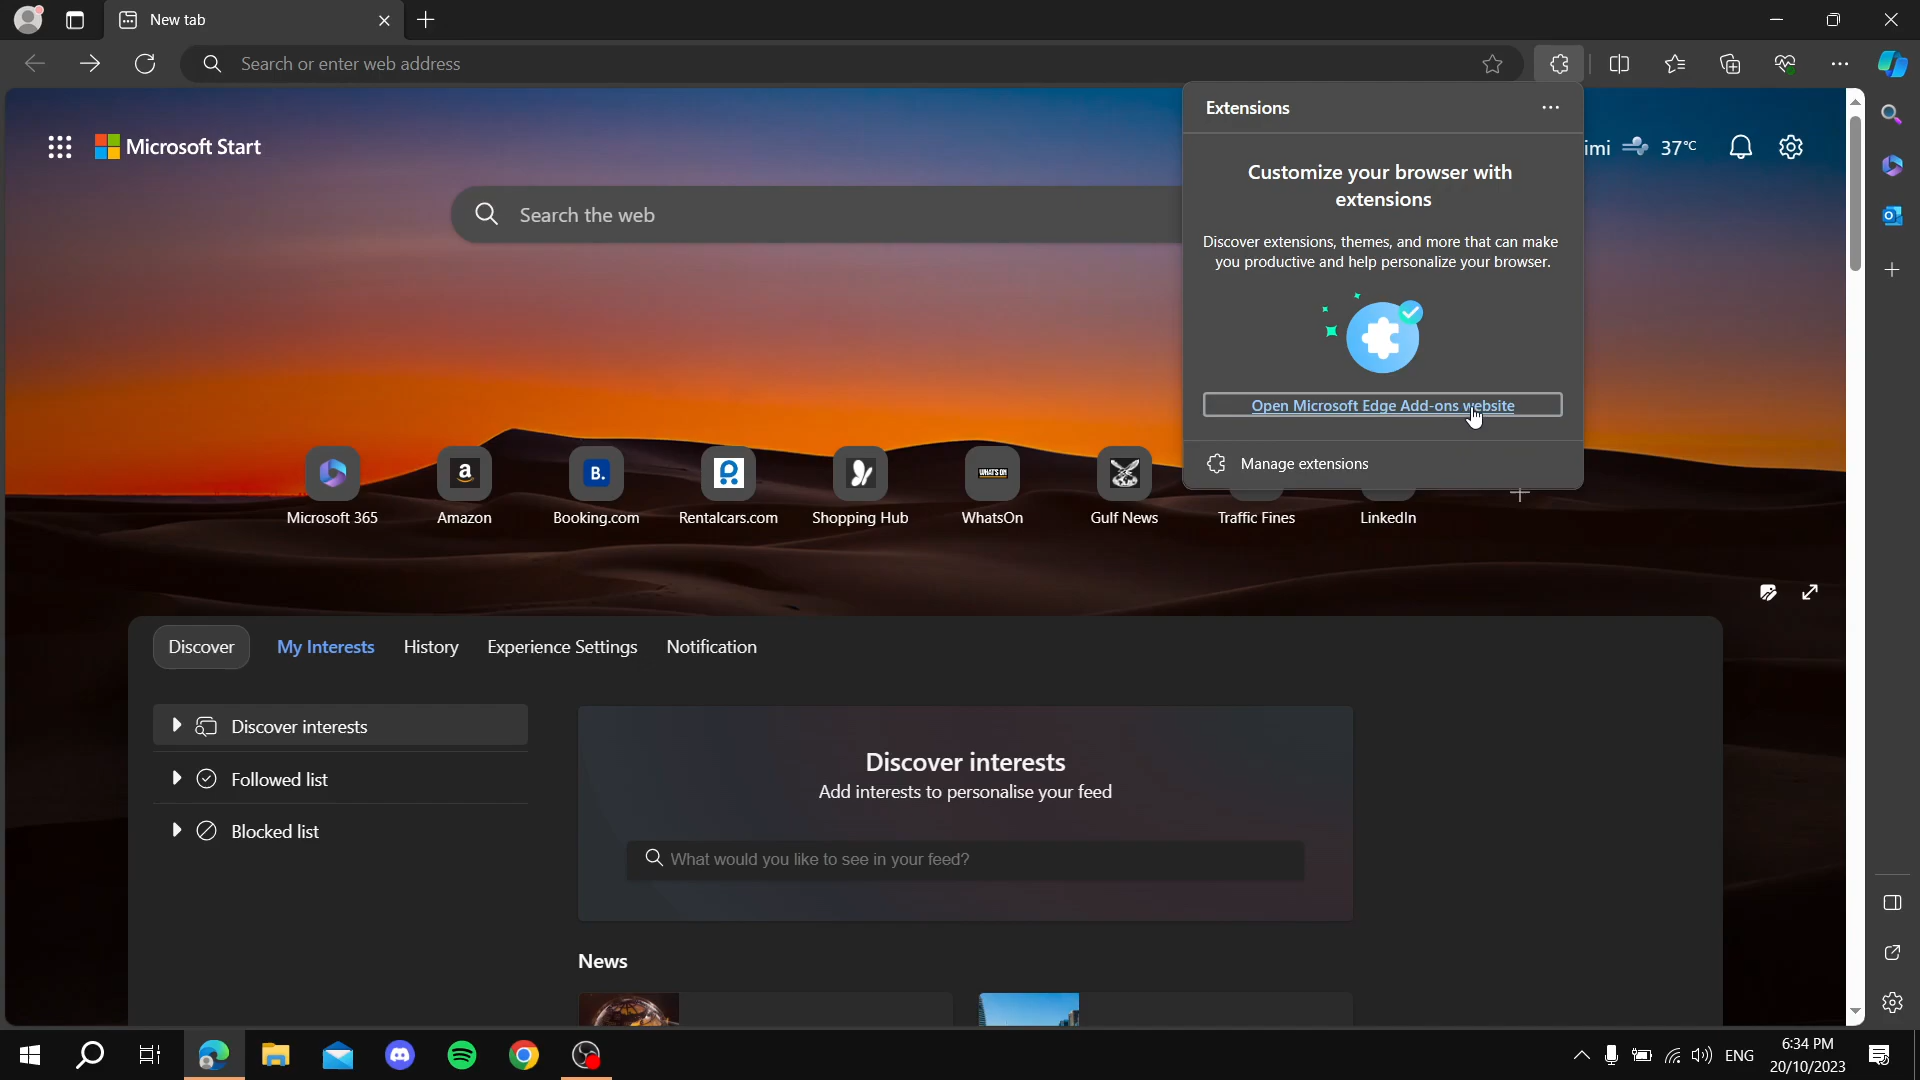 New tab
Search or enter web address
Extensions
Microsoft Start
imi
37°C
Customize your browser with
extensions
Search the web
Discover extensions, themes, and more that can make
you productive and help personalize your browser.
Open Microsoft Edge Add-ons website
Manage extensions
a
B.
WHAT'S ON
Microsoft 365
Amazon
Booking.com
Rentalcars.com
Shopping Hub
WhatsOn
Gulf News
Traffic Fines
LinkedIn
Discover
My Interests
History
Experience Settings
Notification
Discover interests
Followed list
Blocked list
Discover interests
Add interests to personalise your feed
What would you like to see in your feed?
News
ENG
6:34 PM
20/10/2023